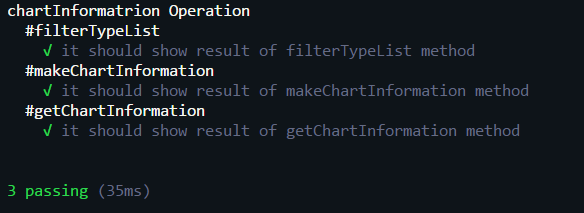 chartInformatrion Operation
#filterTypeList
√ it should show result of filterTypeList method
#makeChartInformation
√ it should show result of makeChartInformation method
#getChartInformation
√ it should show result of getChartInformation method
3 passing (35ms)